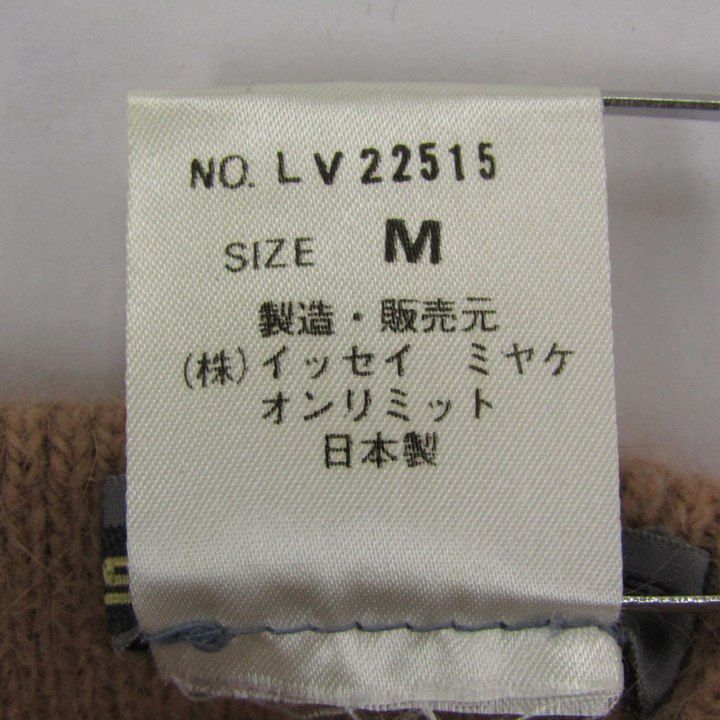 NO. LV22515
SIZE M
製造・販売元
(株)イッセイ ミヤケ
オンリミット
日本製